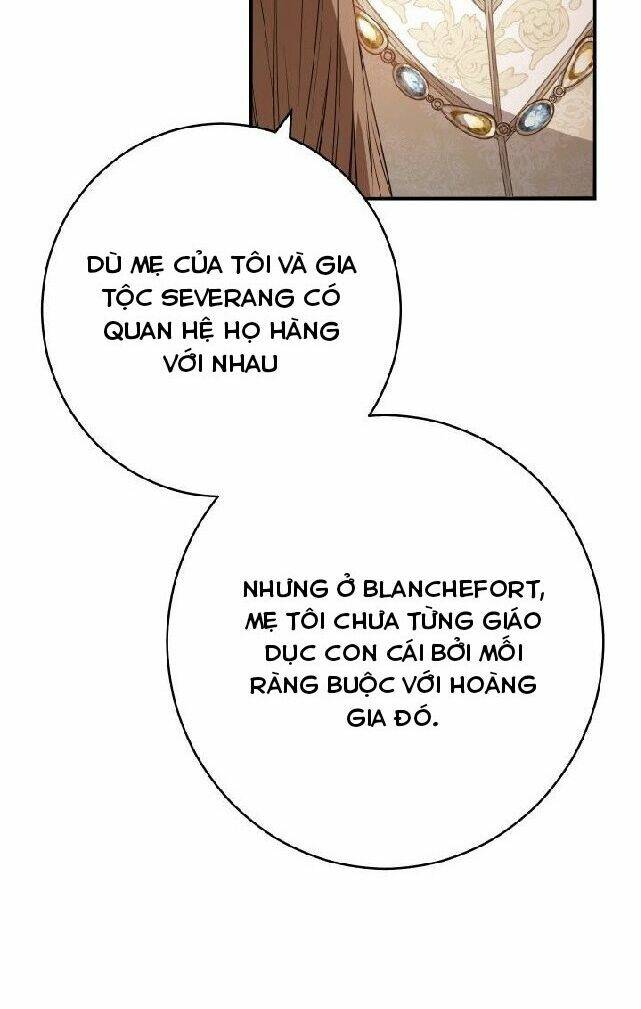 DÙ MẸ CỦA TÔI VÀ GIA
TỘC SEVERANG CÓ
QUAN HỆ HỌ HÀNG
VỚI NHAU
NHƯNG Ở BLANCHEFORT,
MẸ TÔI CHƯA TỪNG GIÁO
DỤC CON CÁI BỞI MỐI
RÀNG BUỘC VỚI HOÀNG
GIA ĐÓ.